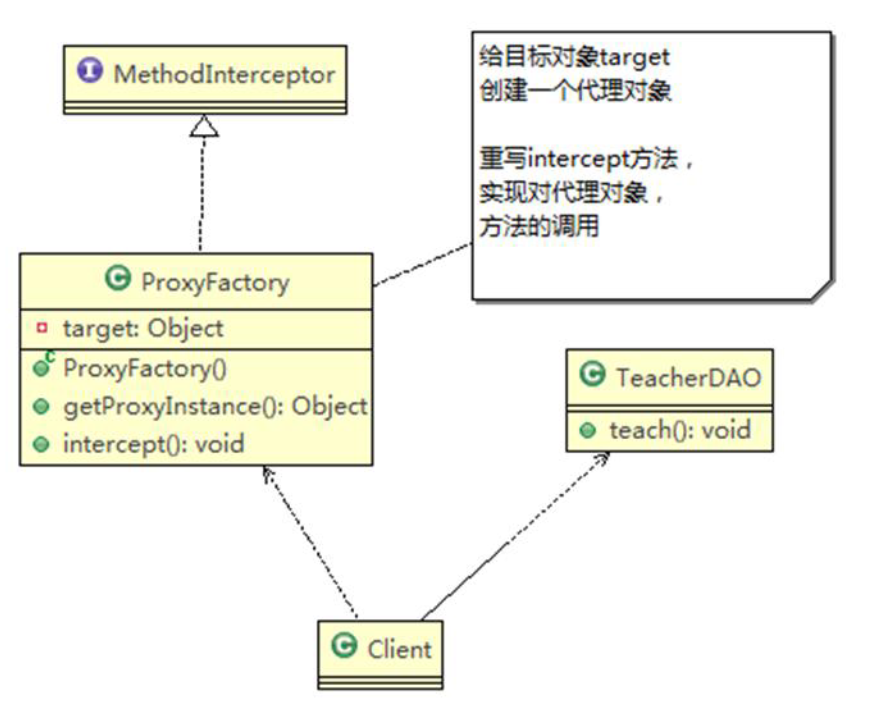 I MethodInterceptor
给目标对象target
创建一个代理对象
重写intercept方法，
实现对代理对象，
方法的调用
C ProxyFactory
target: Object
C ProxyFactory()
getProxyInstance(): Object
intercept(): void
C TeacherDAO
teach(): void
C Client